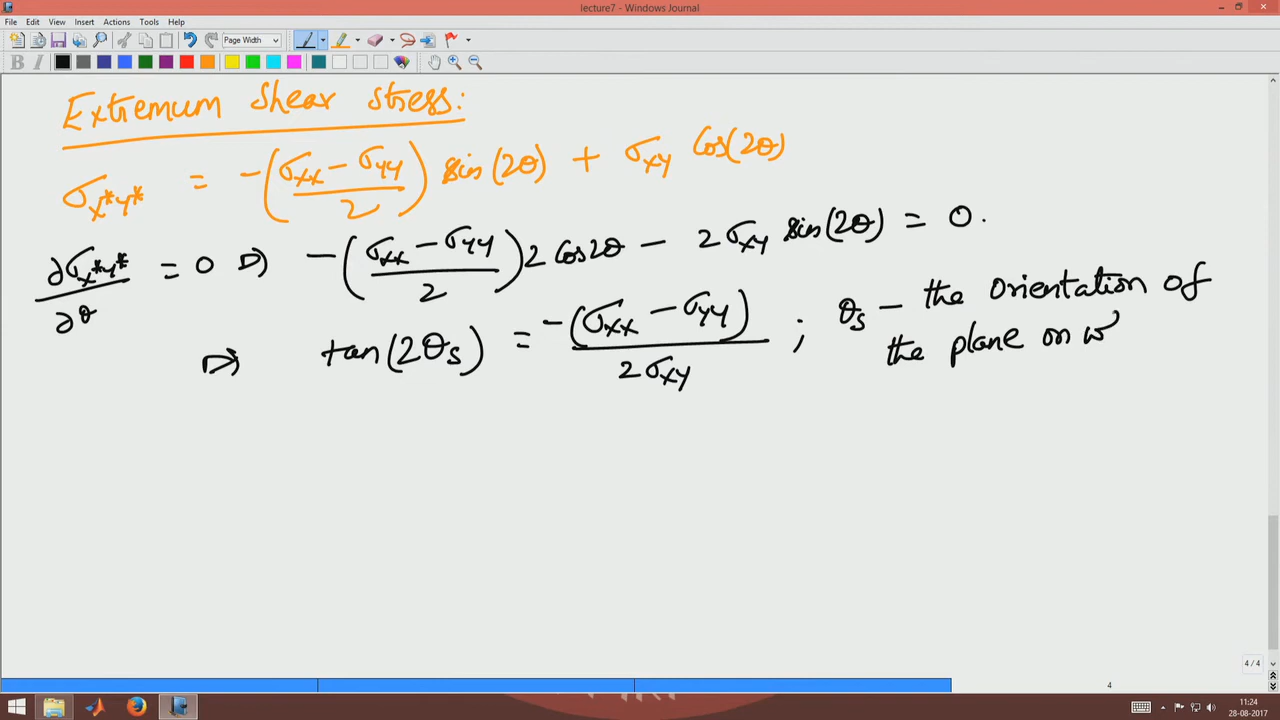 lecture7 - Windows Journal
File Edit View Insert Actions Tools Help
Page Width
B I
Extremum Shear stress:
σx*y* = -(σxx - σyy)/2 sin(2θ) + σxy cos(2θ)
∂σx*y*/∂θ = 0 ⇒ -((σxx - σyy)/2) 2 cos2θ - 2σxy sin(2θ) = 0.
⇒ tan(2θs) = -(σxx - σyy)/2σxy ; θs - the orientation of
the plane on w
4/4
4
11:24
28-08-2017